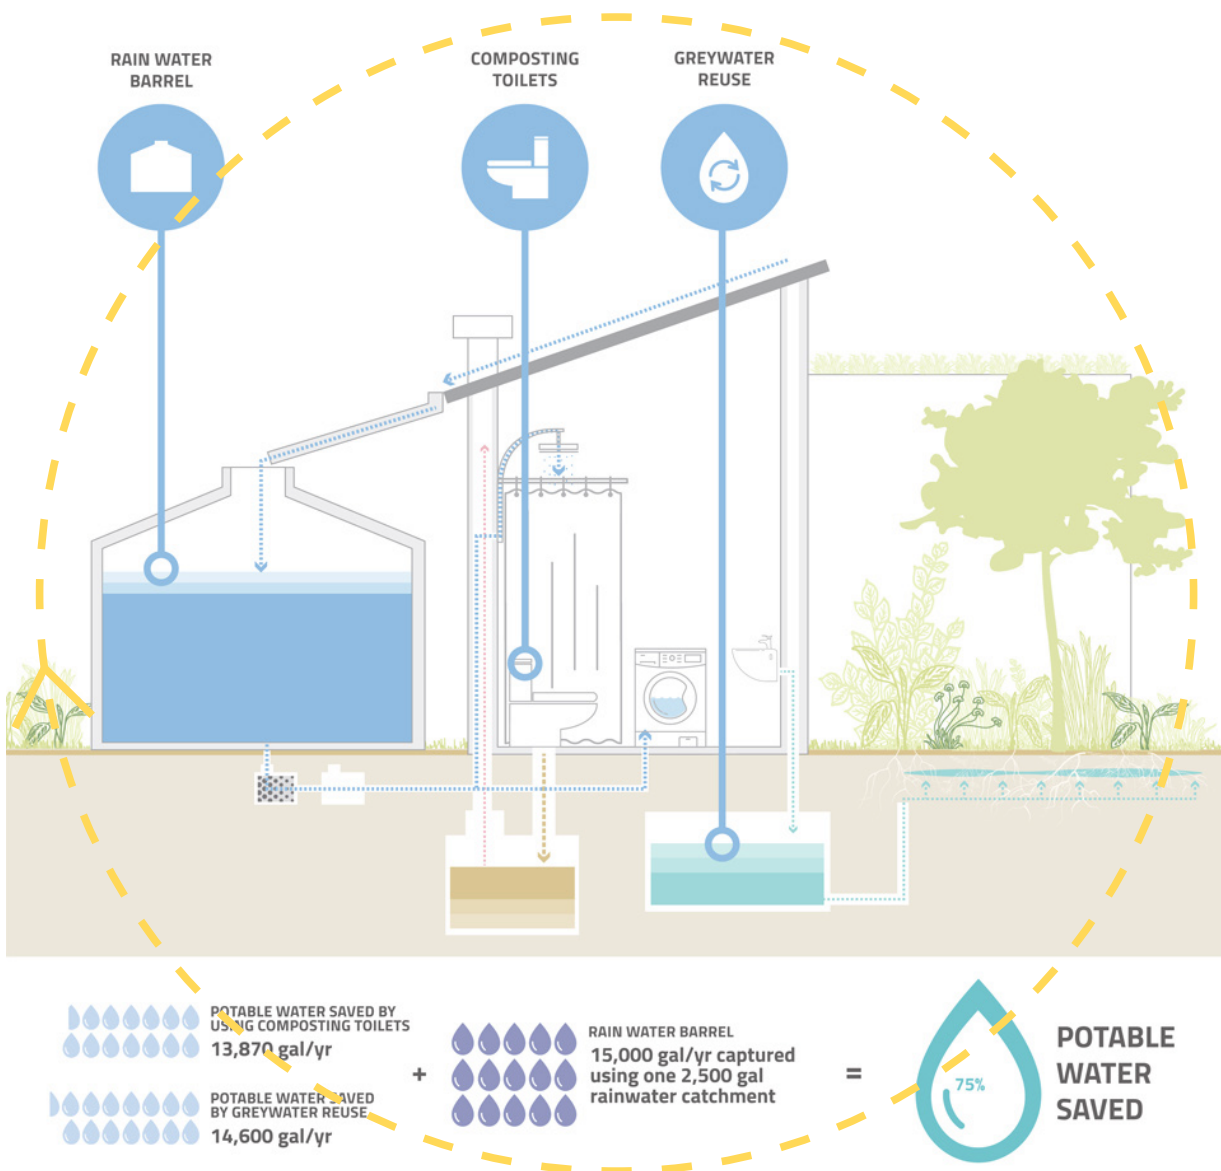 RAIN WATER
BARREL
COMPOSTING
TOILETS
GREYWATER
REUSE
POTABLE WATER SAVED BY
USING COMPOSTING TOILETS
13,870 gal/yr
POTABLE WATER SAVED
BY GREYWATER REUSE
14,600 gal/yr
+
RAIN WATER BARREL
15,000 gal/yr captured
using one 2,500 gal
rainwater catchment
=
75%
POTABLE
WATER
SAVED